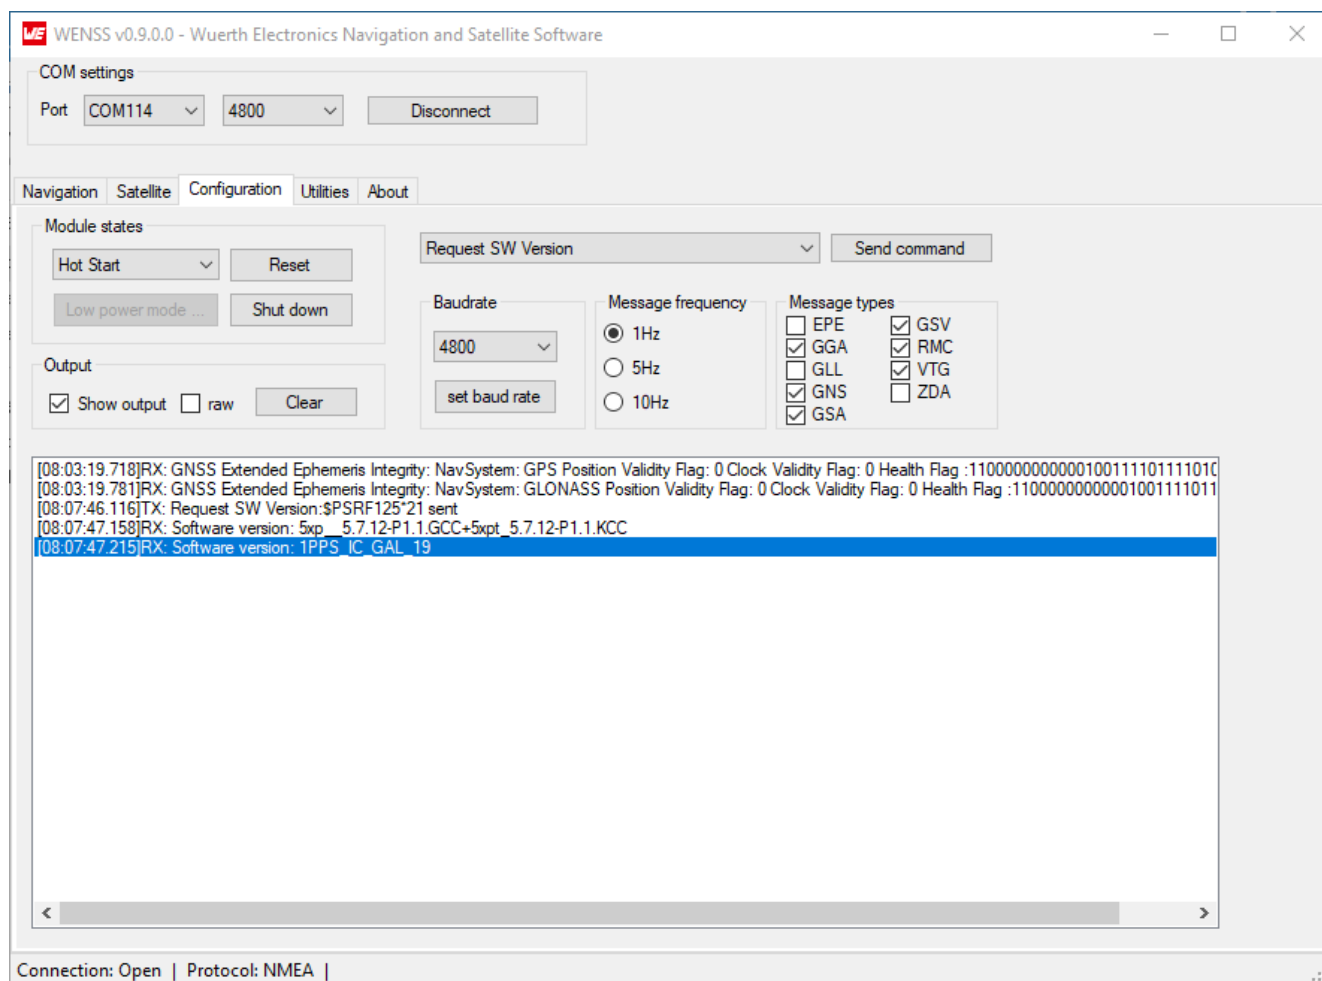 WE WENSS v0.9.0.0 - Wuerth Electronics Navigation and Satellite Software
COM settings
Port COM114 4800 Disconnect
Navigation Satellite Configuration Utilities About
Module states
Hot Start Reset
Low power mode ... Shut down
Output
Show output raw Clear
Request SW Version Send command
Baudrate
4800
set baud rate
Message frequency
1Hz
5Hz
10Hz
Message types
EPE GSV
GGA RMC
GLL VTG
GNS ZDA
GSA
[08:03:19.718]RX: GNSS Extended Ephemeris Integrity: NavSystem: GPS Position Validity Flag: 0 Clock Validity Flag: 0 Health Flag :
[08:03:19.781]RX: GNSS Extended Ephemeris Integrity: NavSystem: GLONASS Position Validity Flag: 0 Clock Validity Flag: 0 Health Flag :
[08:07:46.116]TX: Request SW Version:$PSRF125*21 sent
[08:07:47.158]RX: Software version: 5xp__5.7.12-P1.1.GCC+5xpt_5.7.12-P1.1.KCC
[08:07:47.215]RX: Software version: 1PPS_IC_GAL_19
Connection: Open | Protocol: NMEA |